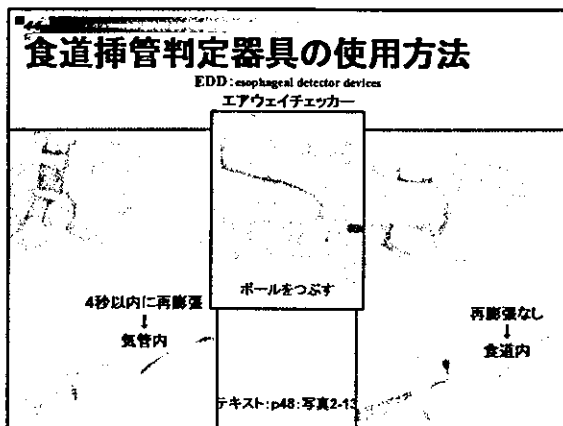 食道挿管判定器具の使用方法
EDD:esophageal detector devices
エアウェイチェッカー
ボールをつぶす
4秒以内に再膨張
↓
気管内
再膨張なし
↓
食道内
テキスト:p48:写真2-13